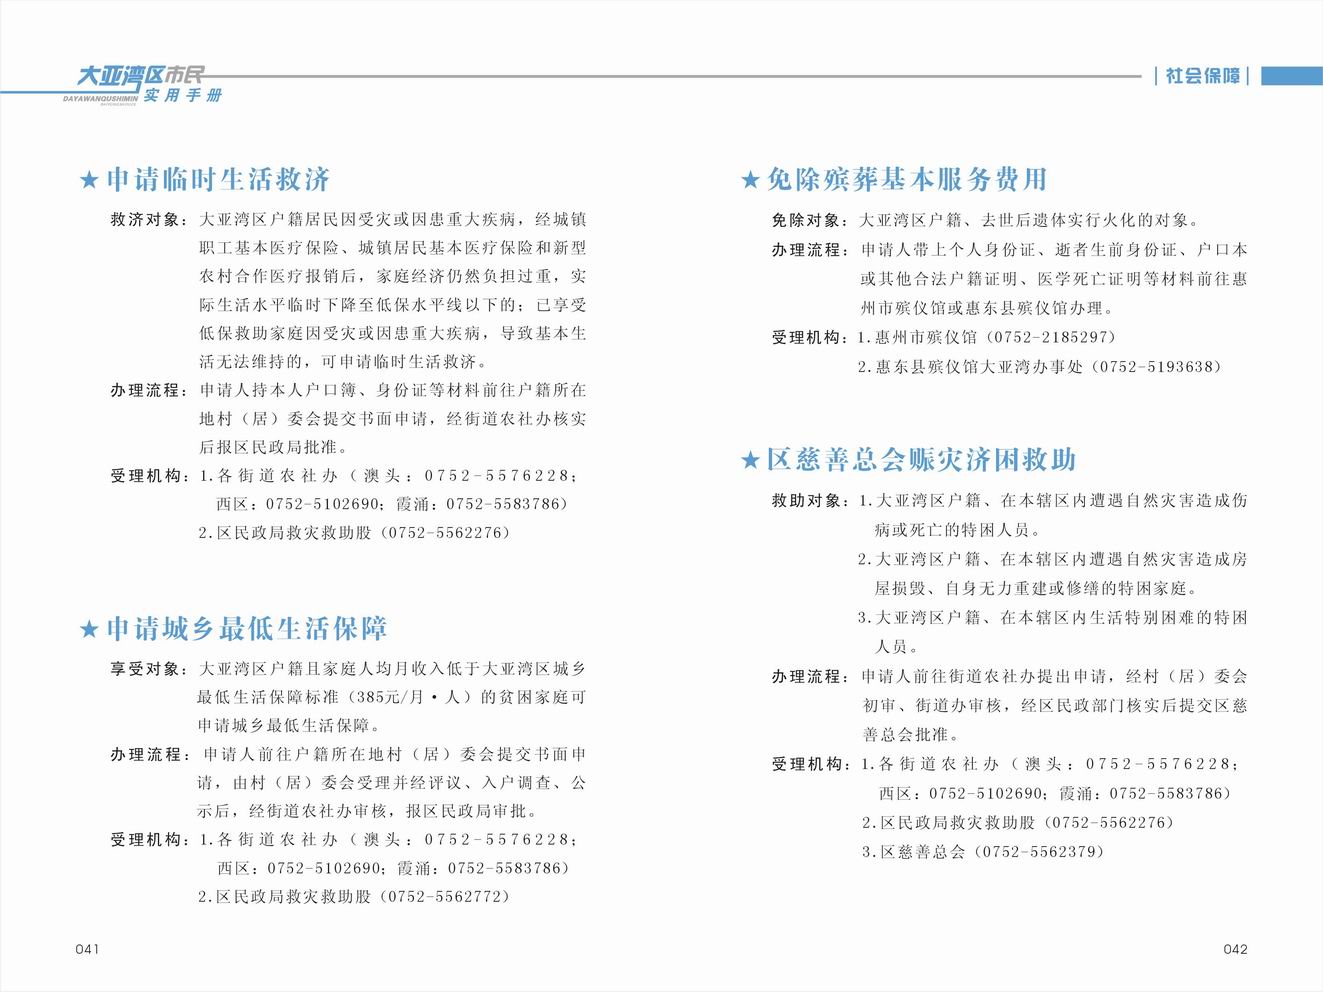 大亚湾区市民
DAYAWANQUSHIMIN 实用手册
社会保障
★申请临时生活救济
救济对象：大亚湾区户籍居民因受灾或因患重大疾病，经城镇
职工基本医疗保险、城镇居民基本医疗保险和新型
农村合作医疗报销后，家庭经济仍然负担过重，实
际生活水平临时下降至低保水平线以下的；已享受
低保救助家庭因受灾或因患重大疾病，导致基本生
活无法维持的，可申请临时生活救济。
办理流程：申请人持本人户口簿、身份证等材料前往户籍所在
地村（居）委会提交书面申请，经街道农社办核实
后报区民政局批准。
受理机构：1.各街道农社办（澳头：0752-5576228；
西区：0752-5102690；霞涌：0752-5583786）
2.区民政局救灾救助股（0752-5562276）
★申请城乡最低生活保障
享受对象：大亚湾区户籍且家庭人均月收入低于大亚湾区城乡
最低生活保障标准（385元/月·人）的贫困家庭可
申请城乡最低生活保障。
办理流程：申请人前往户籍所在地村（居）委会提交书面申
请，由村（居）委会受理并经评议、入户调查、公
示后，经街道农社办审核，报区民政局审批。
受理机构：1.各街道农社办（澳头：0752-5576228；
西区：0752-5102690；霞涌：0752-5583786）
2.区民政局救灾救助股（0752-5562772）
041
★免除殡葬基本服务费用
免除对象：大亚湾区户籍、去世后遗体实行火化的对象。
办理流程：申请人带上个人身份证、逝者生前身份证、户口本
或其他合法户籍证明、医学死亡证明等材料前往惠
州市殡仪馆或惠东县殡仪馆办理。
受理机构：1.惠州市殡仪馆（0752-2185297）
2.惠东县殡仪馆大亚湾办事处（0752-5193638）
★区慈善总会赈灾济困救助
救助对象：1.大亚湾区户籍、在本辖区内遭遇自然灾害造成伤
病或死亡的特困人员。
2.大亚湾区户籍、在本辖区内遭遇自然灾害造成房
屋损毁、自身无力重建或修缮的特困家庭。
3.大亚湾区户籍、在本辖区内生活特别困难的特困
人员。
办理流程：申请人前往街道农社办提出申请，经村（居）委会
初审、街道办审核，经区民政部门核实后提交区慈
善总会批准。
受理机构：1.各街道农社办（澳头：0752-5576228；
西区：0752-5102690；霞涌：0752-5583786）
2.区民政局救灾救助股（0752-5562276）
3.区慈善总会（0752-5562379）
042